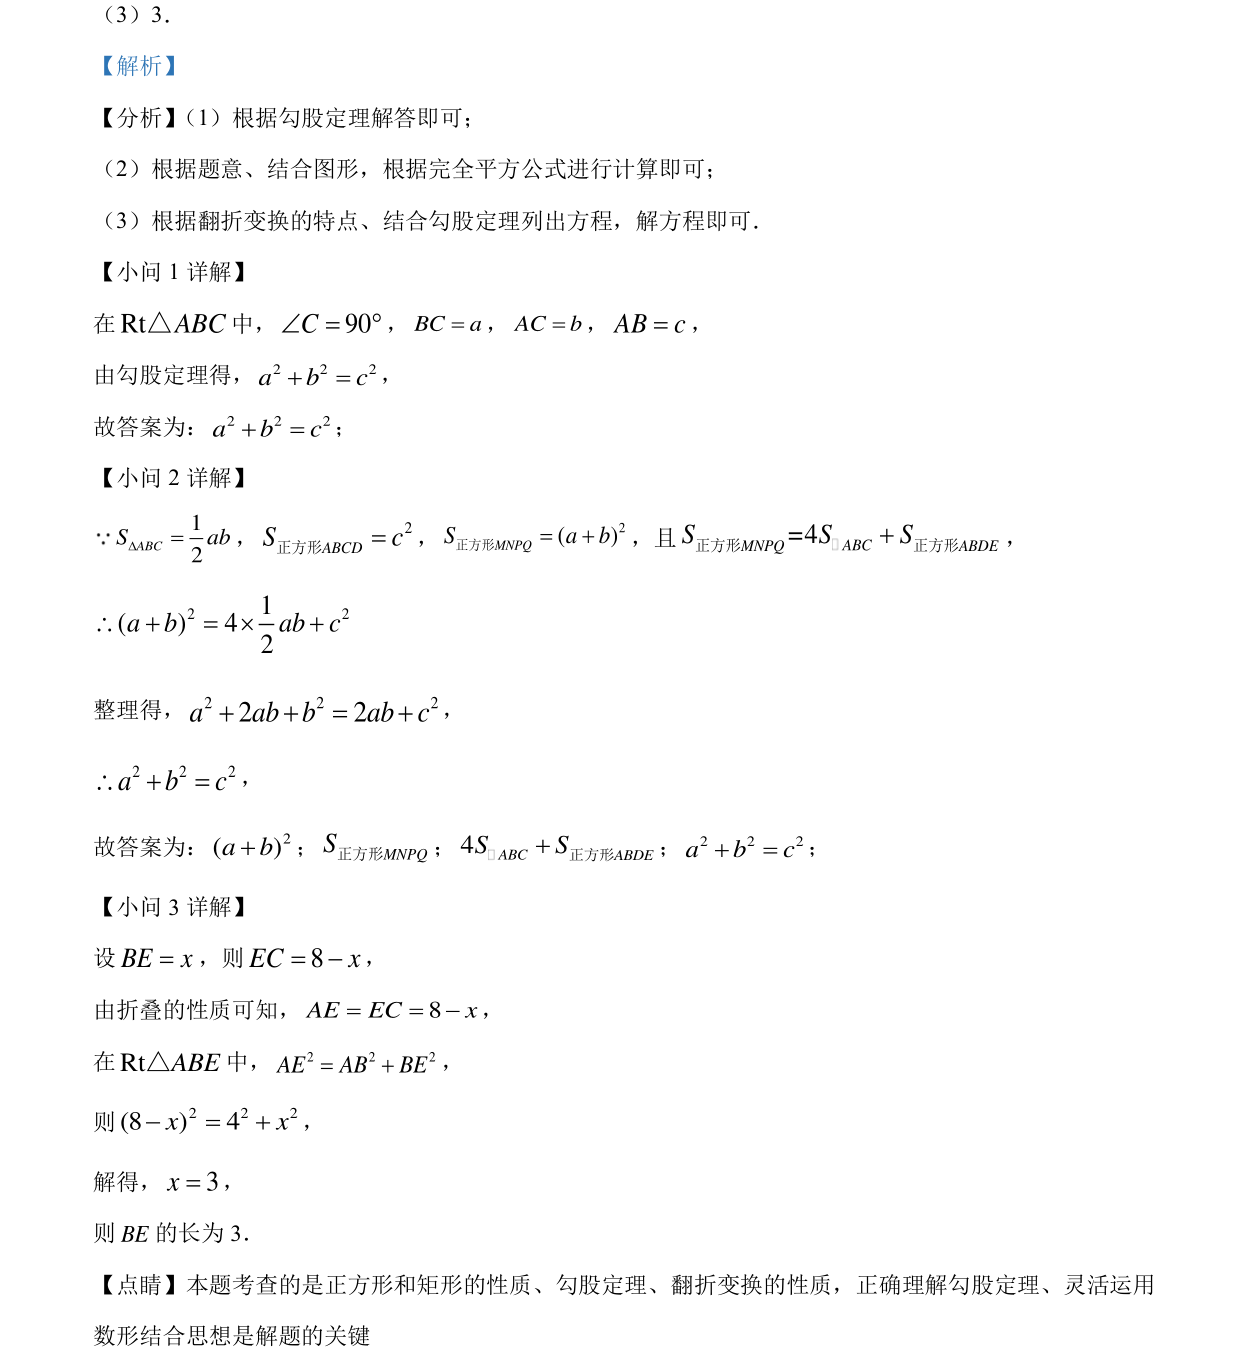 （3）3．
【解析】
【分析】（1）根据勾股定理解答即可；
（2）根据题意、结合图形，根据完全平方公式进行计算即可；
（3）根据翻折变换的特点、结合勾股定理列出方程，解方程即可．
【小问 1 详解】
在 Rt△ABC 中，∠C = 90°，BC = a，AC = b，AB = c，
由勾股定理得，a² + b² = c²，
故答案为：a² + b² = c²；
【小问 2 详解】
∵ S_{ΔABC} = \frac{1}{2}ab，S_{正方形ABCD} = c²，S_{正方形MNPQ} = (a + b)²，且 S_{正方形MNPQ}=4S_{□ABC} + S_{正方形ABDE}，
∴(a + b)² = 4 × \frac{1}{2}ab + c²
整理得，a² + 2ab + b² = 2ab + c²，
∴a² + b² = c²，
故答案为：(a + b)²；S_{正方形MNPQ}；4S_{□ABC} + S_{正方形ABDE}；a² + b² = c²；
【小问 3 详解】
设 BE = x，则 EC = 8 − x，
由折叠的性质可知，AE = EC = 8 − x，
在 Rt△ABE 中，AE² = AB² + BE²，
则 (8 − x)² = 4² + x²，
解得，x = 3，
则 BE 的长为 3．
【点睛】本题考查的是正方形和矩形的性质、勾股定理、翻折变换的性质，正确理解勾股定理、灵活运用
数形结合思想是解题的关键